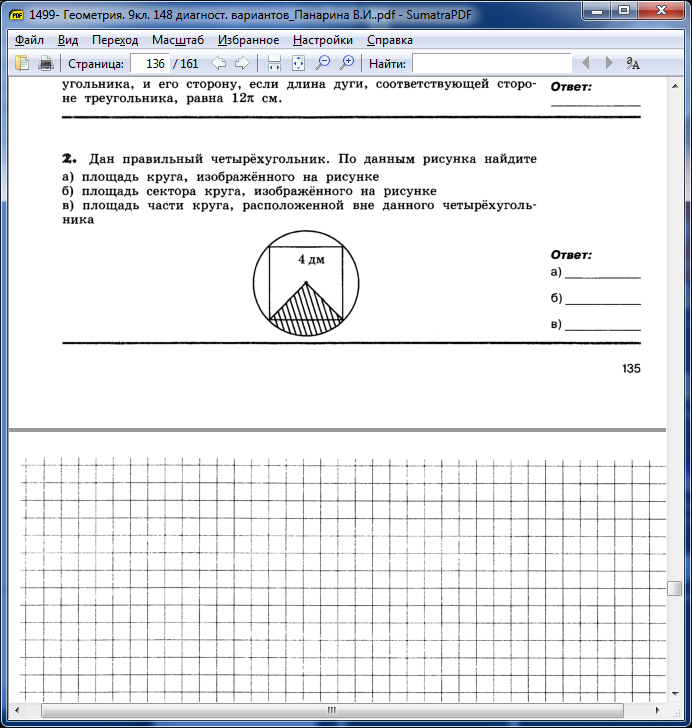 1499- Геометрия. 9кл. 148 диагност. вариантов_Панарина В.И..pdf - SumatraPDF
Файл Вид Переход Масштаб Избранное Настройки Справка
Страница: 136 / 161 Найти:
угольника, и его сторону, если длина дуги, соответствующей сторо-
не треугольника, равна 12π см.
Ответ:
2. Дан правильный четырёхугольник. По данным рисунка найдите
а) площадь круга, изображённого на рисунке
б) площадь сектора круга, изображённого на рисунке
в) площадь части круга, расположенной вне данного четырёхуголь-
ника
4 дм
Ответ:
а)
б)
в)
135